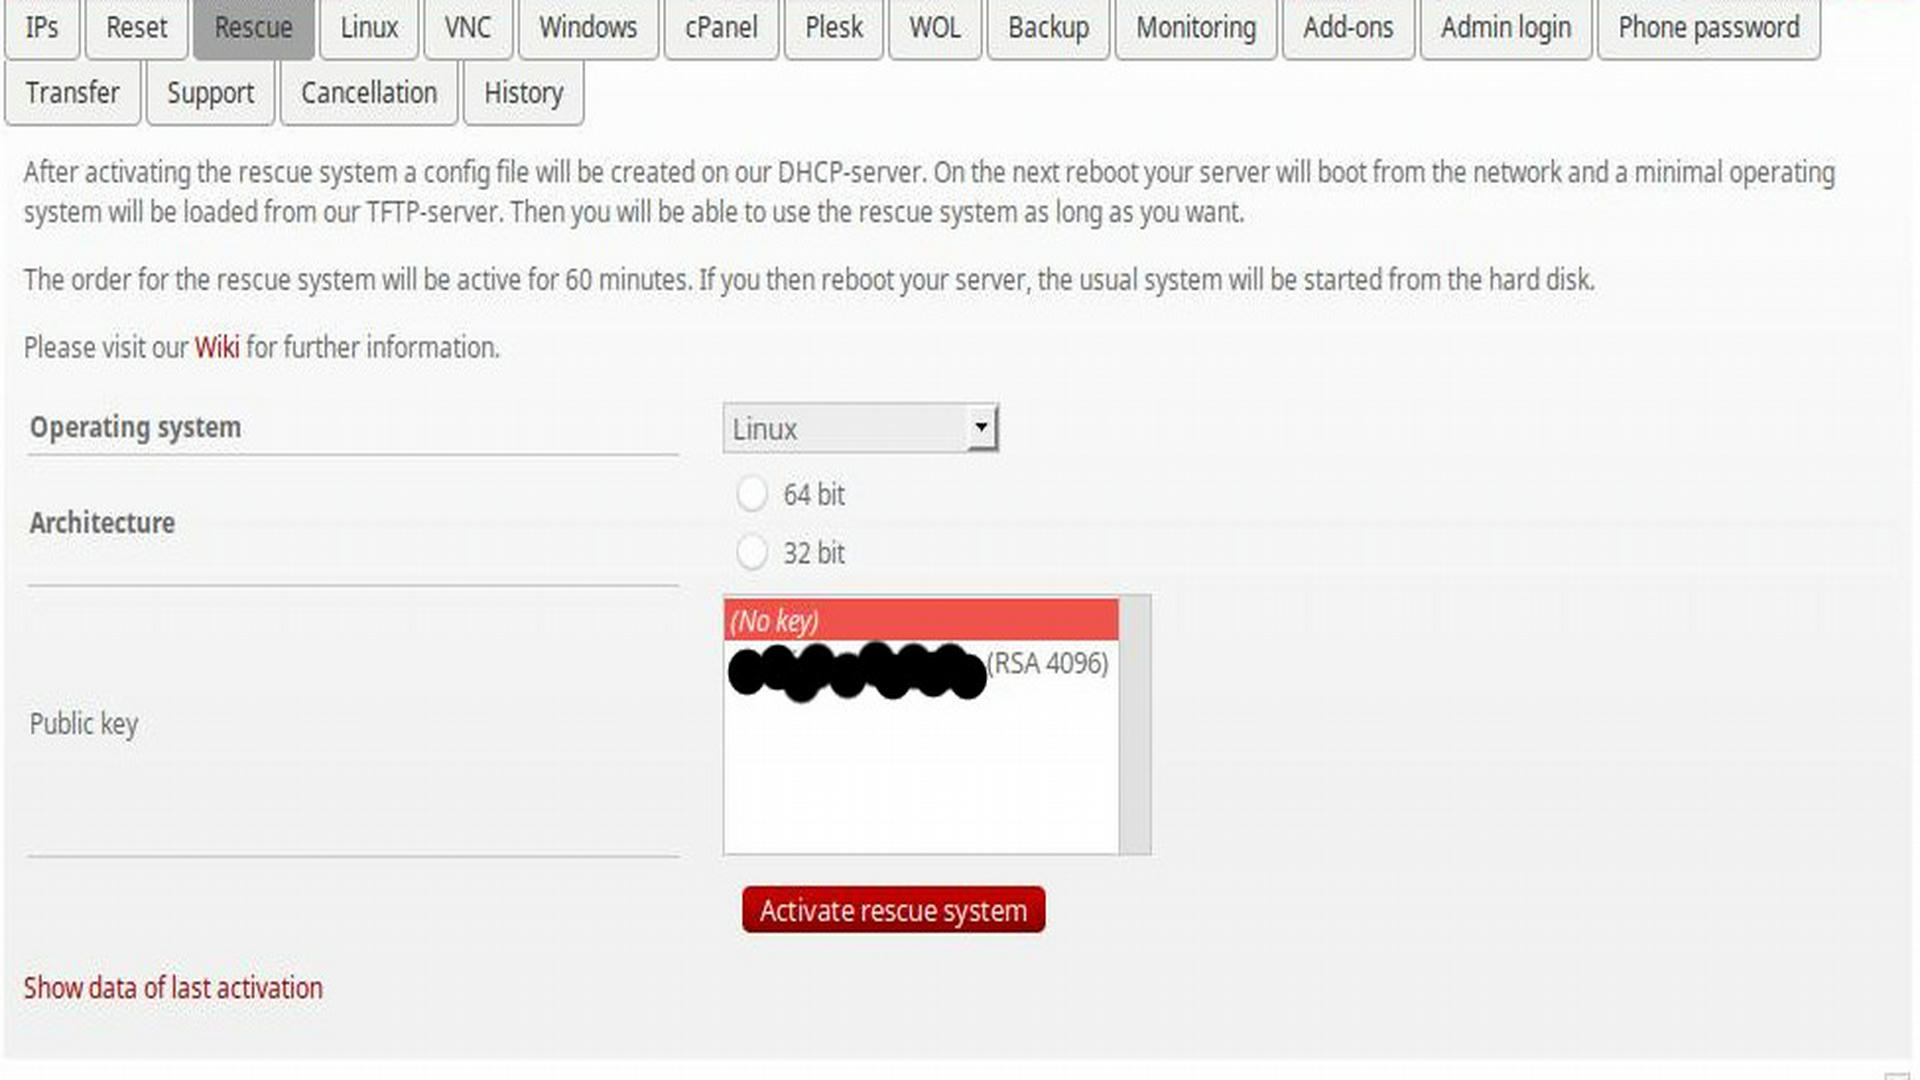 IPs Reset Rescue Linux VNC Windows cPanel Plesk WOL Backup Monitoring Add-ons Admin login Phone password
Transfer Support Cancellation History
After activating the rescue system a config file will be created on our DHCP-server. On the next reboot your server will boot from the network and a minimal operating
system will be loaded from our TFTP-server. Then you will be able to use the rescue system as long as you want.
The order for the rescue system will be active for 60 minutes. If you then reboot your server, the usual system will be started from the hard disk.
Please visit our Wiki for further information.
Operating system Linux
64 bit
Architecture
32 bit
(No key)
(RSA 4096)
Public key
Activate rescue system
Show data of last activation